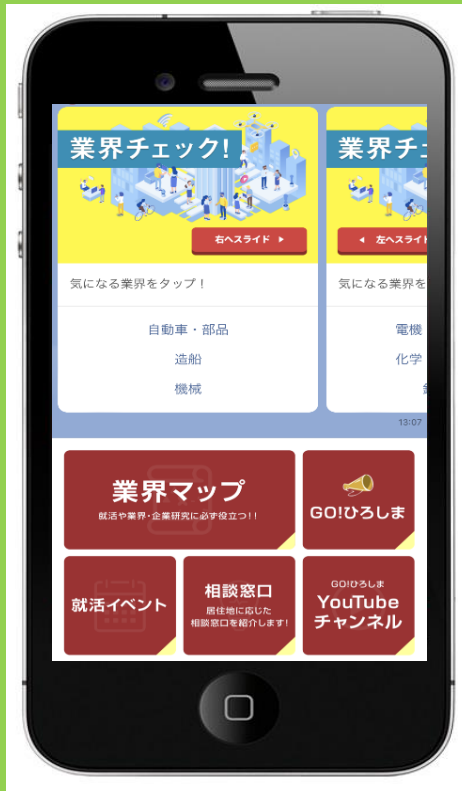 業界チェック!
右へスライド ▶
気になる業界をタップ！
自動車・部品
造船
機械
業界チェ
◀ 左へスライド
気になる業界を
電機
化学
13:07
業界マップ
就活や業界・企業研究に必ず役立つ!!
GO!ひろしま
就活イベント
相談窓口
居住地に応じた
相談窓口を紹介します!
GO!ひろしま
YouTube
チャンネル